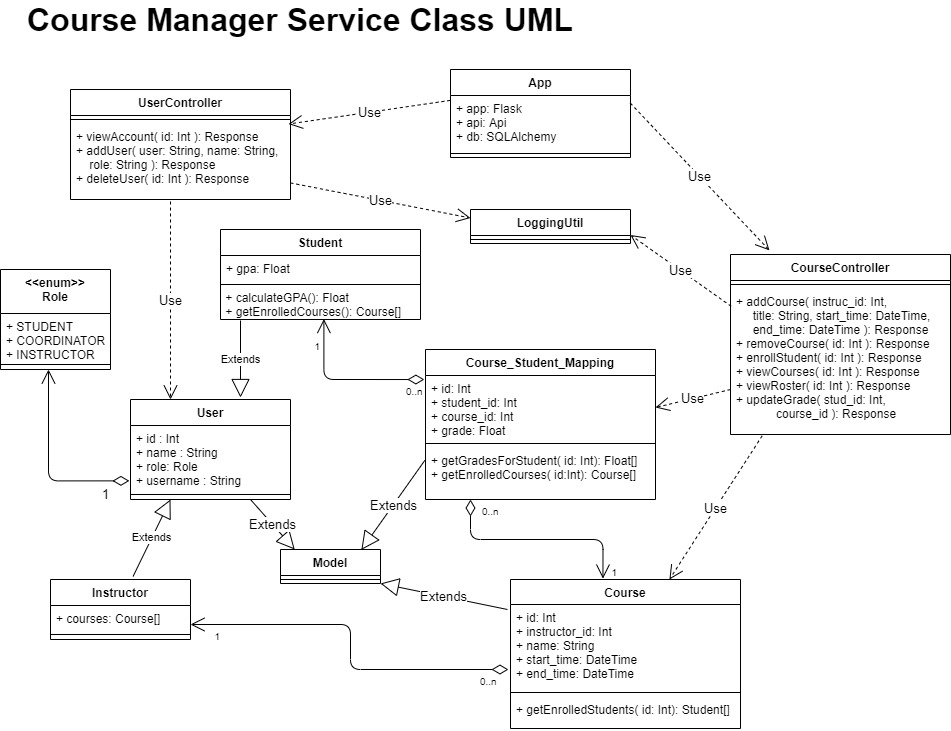 Course Manager Service Class UML
App
+ app: Flask
+ api: Api
+ db: SQLAlchemy
UserController
+ viewAccount( id: Int ): Response
+ addUser( user: String, name: String,
role: String ): Response
+ deleteUser( id: Int ): Response
Use
Use
Use
LoggingUtil
Student
+ gpa: Float
+ calculateGPA(): Float
+ getEnrolledCourses(): Course[]
<<enum>>
Role
+ STUDENT
+ COORDINATOR
+ INSTRUCTOR
Use
Use
CourseController
+ addCourse( instruc_id: Int,
title: String, start_time: DateTime,
end_time: DateTime ): Response
+ removeCourse( id: Int ): Response
+ enrollStudent( id: Int ): Response
+ viewCourses( id: Int ): Response
+ viewRoster( id: Int ): Response
+ updateGrade( stud_id: Int,
course_id ): Response
Extends
1
0..n
Course_Student_Mapping
+ id: Int
+ student_id: Int
+ course_id: Int
+ grade: Float
+ getGradesForStudent( id: Int): Float[]
+ getEnrolledCourses( id:Int): Course[]
Use
User
+ id : Int
+ name : String
+ role: Role
+ username : String
1
Extends
Extends
Extends
0..n
Use
Model
1
Extends
Instructor
+ courses: Course[]
1
0..n
Course
+ id: Int
+ instructor_id: Int
+ name: String
+ start_time: DateTime
+ end_time: DateTime
+ getEnrolledStudents( id: Int): Student[]